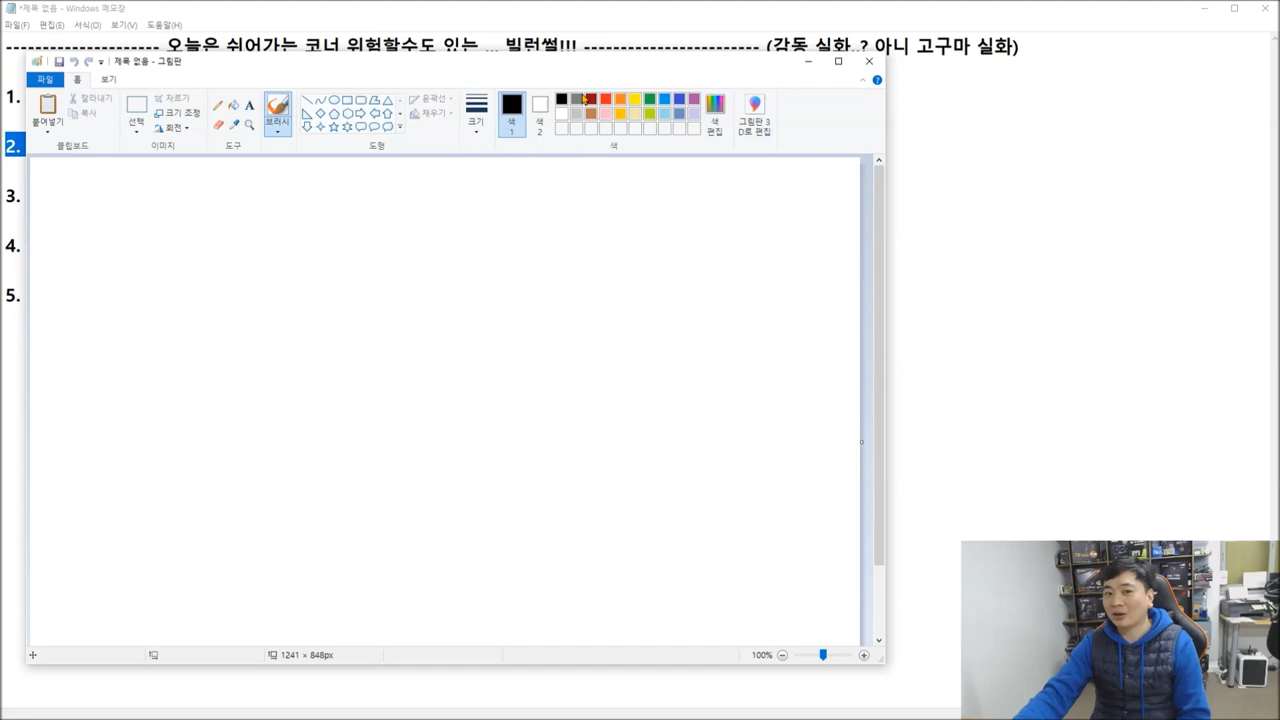 *제목 없음 - Windows 메모장
파일(F) 편집(E) 서식(O) 보기(V) 도움말(H)
--------------------- 오늘은 쉬어가는 코너 위험할수도 있는 ... 빌런썰!!! ------------------------ (감동 실화..? 아니 고구마 실화)
제목 없음 - 그림판
파일 홈 보기
1.
2.
3.
4.
5.
붙여넣기
잘라내기
복사
클립보드
선택
자르기
크기 조정
회전
이미지
A
도구
브러시
윤곽선
채우기
도형
크기
색
1
색
2
색
편집
그림판 3
D로 편집
색
1241 × 848px
100%